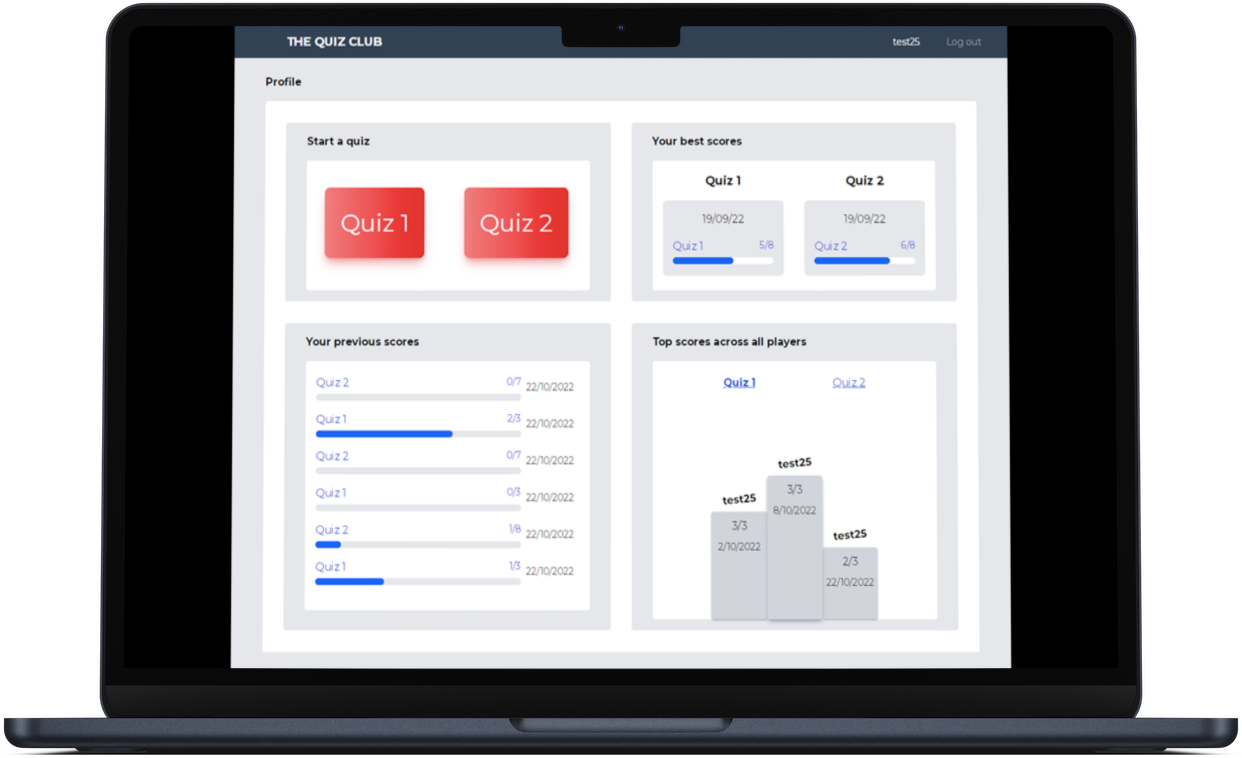 THE QUIZ CLUB
test25 Log out
Profile
Start a quiz
Quiz 1 Quiz 2
Your best scores
Quiz 1 Quiz 2
19/09/22 19/09/22
Quiz 1 5/8 Quiz 2 6/8
Your previous scores
Quiz 2 0/7 22/10/2022
Quiz 1 2/3 22/10/2022
Quiz 2 0/7 22/10/2022
Quiz 1 0/3 22/10/2022
Quiz 2 1/8 22/10/2022
Quiz 1 1/3 22/10/2022
Top scores across all players
Quiz 1 Quiz 2
test25
3/3
8/10/2022
test25
3/3
2/10/2022
test25
2/3
22/10/2022